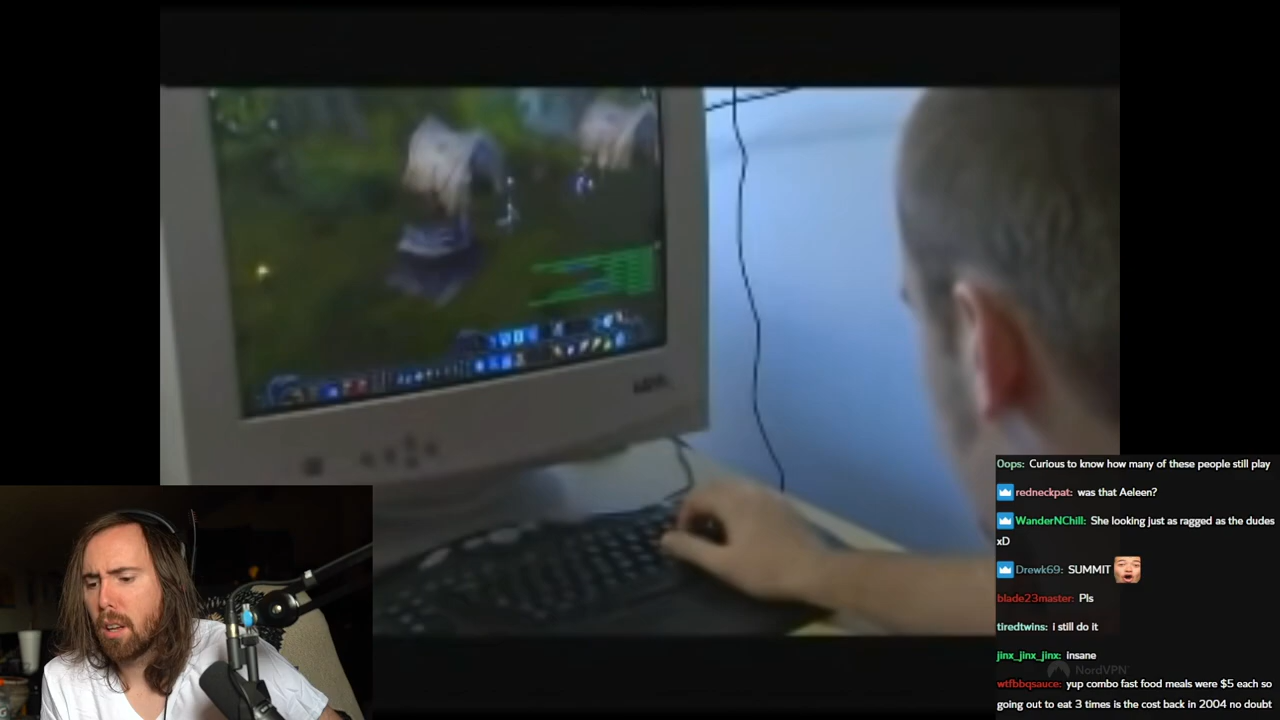 Oops: Curious to know how many of these people still play
redneckpat: was that Aeleen?
WanderNChill: She looking just as ragged as the dudes
xD
Drewk69: SUMMIT
blade23master: Pls
tiredtwins: i still do it
jinx_jinx_jinx: insane
NordVPN
wtfbbqsauce: yup combo fast food meals were $5 each so
going out to eat 3 times is the cost back in 2004 no doubt